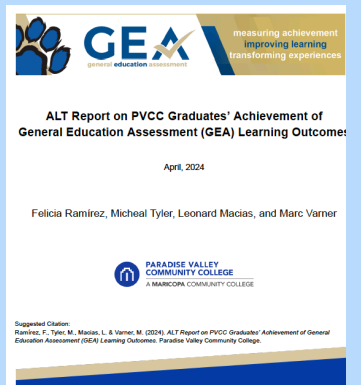 GEA
general education assessment
measuring achievement
improving learning
transforming experiences
ALT Report on PVCC Graduates' Achievement of
General Education Assessment (GEA) Learning Outcomes
April, 2024
Felicia Ramírez, Micheal Tyler, Leonard Macias, and Marc Varner
PARADISE VALLEY
COMMUNITY COLLEGE
A MARICOPA COMMUNITY COLLEGE
Suggested Citation:
Ramírez, F., Tyler, M., Macias, L. & Varner, M. (2024). ALT Report on PVCC Graduates' Achievement of General
Education Assessment (GEA) Learning Outcomes. Paradise Valley Community College.